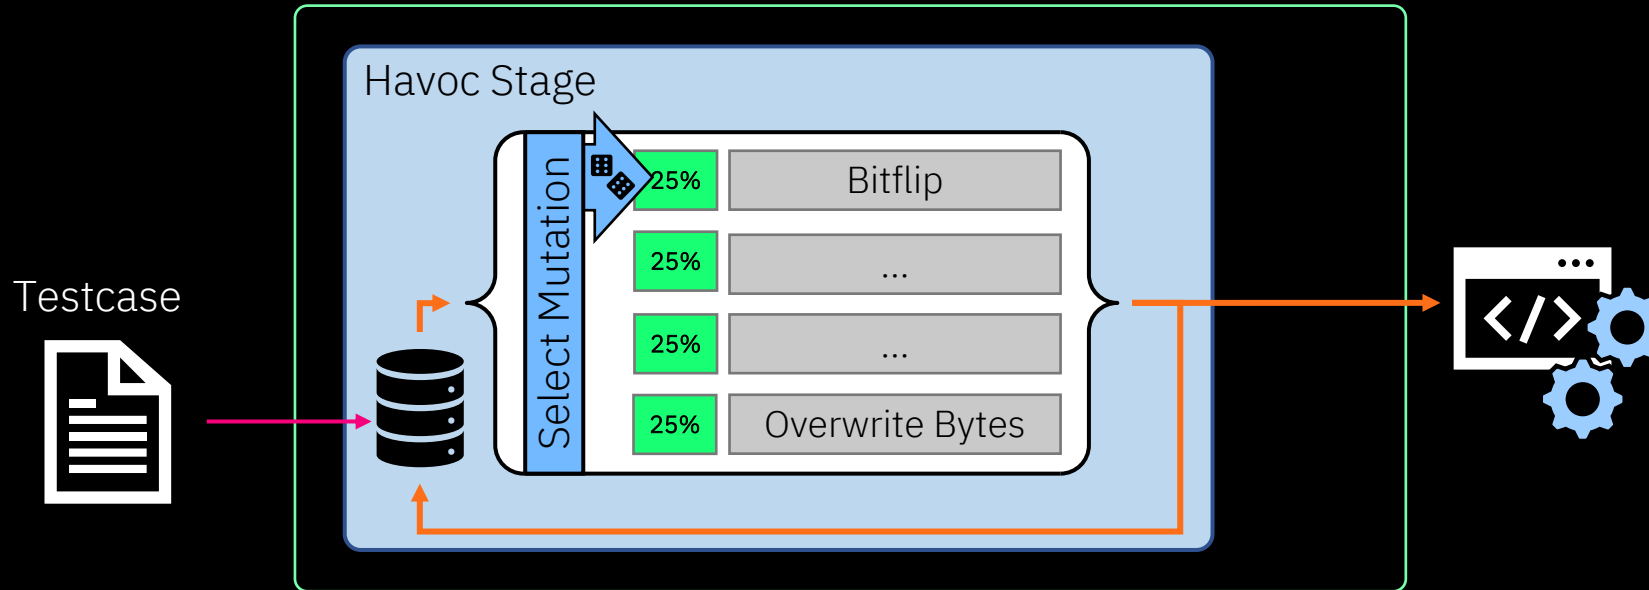 Havoc Stage
Select Mutation
25% Bitflip
25% ...
25% ...
25% Overwrite Bytes
Testcase
</>